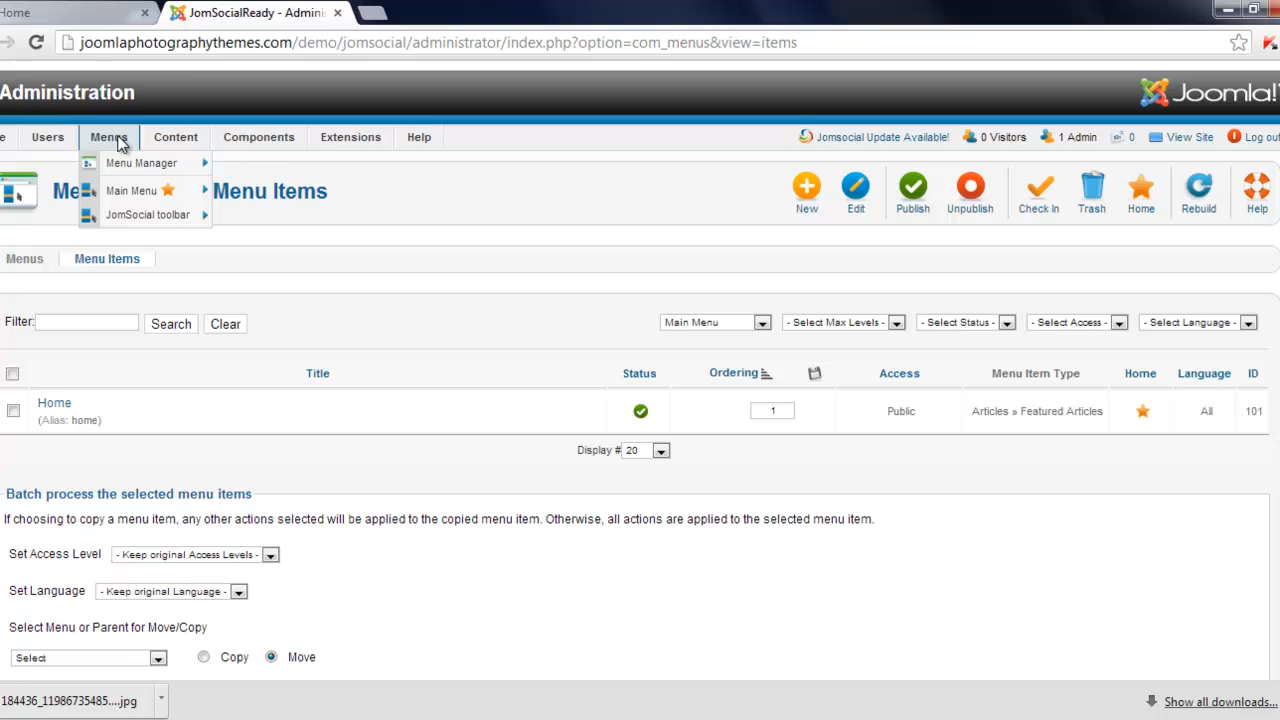 Home
JomSocialReady - Admini
joomlaphotographythemes.com/demo/jomsocial/administrator/index.php?option=com_menus&view=items
Administration
Joomla!
e Users Menus Content Components Extensions Help Jomsocial Update Available! 0 Visitors 1 Admin 0 View Site Log out
Menu Manager
Main Menu
JomSocial toolbar
Me Menu Items
New Edit Publish Unpublish Check In Trash Home Rebuild Help
Menus Menu Items
Filter: Search Clear Main Menu - Select Max Levels - - Select Status - - Select Access - - Select Language -
Title Status Ordering Access Menu Item Type Home Language ID
Home
(Alias: home) 1 Public Articles » Featured Articles All 101
Display # 20
Batch process the selected menu items
If choosing to copy a menu item, any other actions selected will be applied to the copied menu item. Otherwise, all actions are applied to the selected menu item.
Set Access Level - Keep original Access Levels -
Set Language - Keep original Language -
Select Menu or Parent for Move/Copy
Select Copy Move
184436_11986735485....jpg Show all downloads...